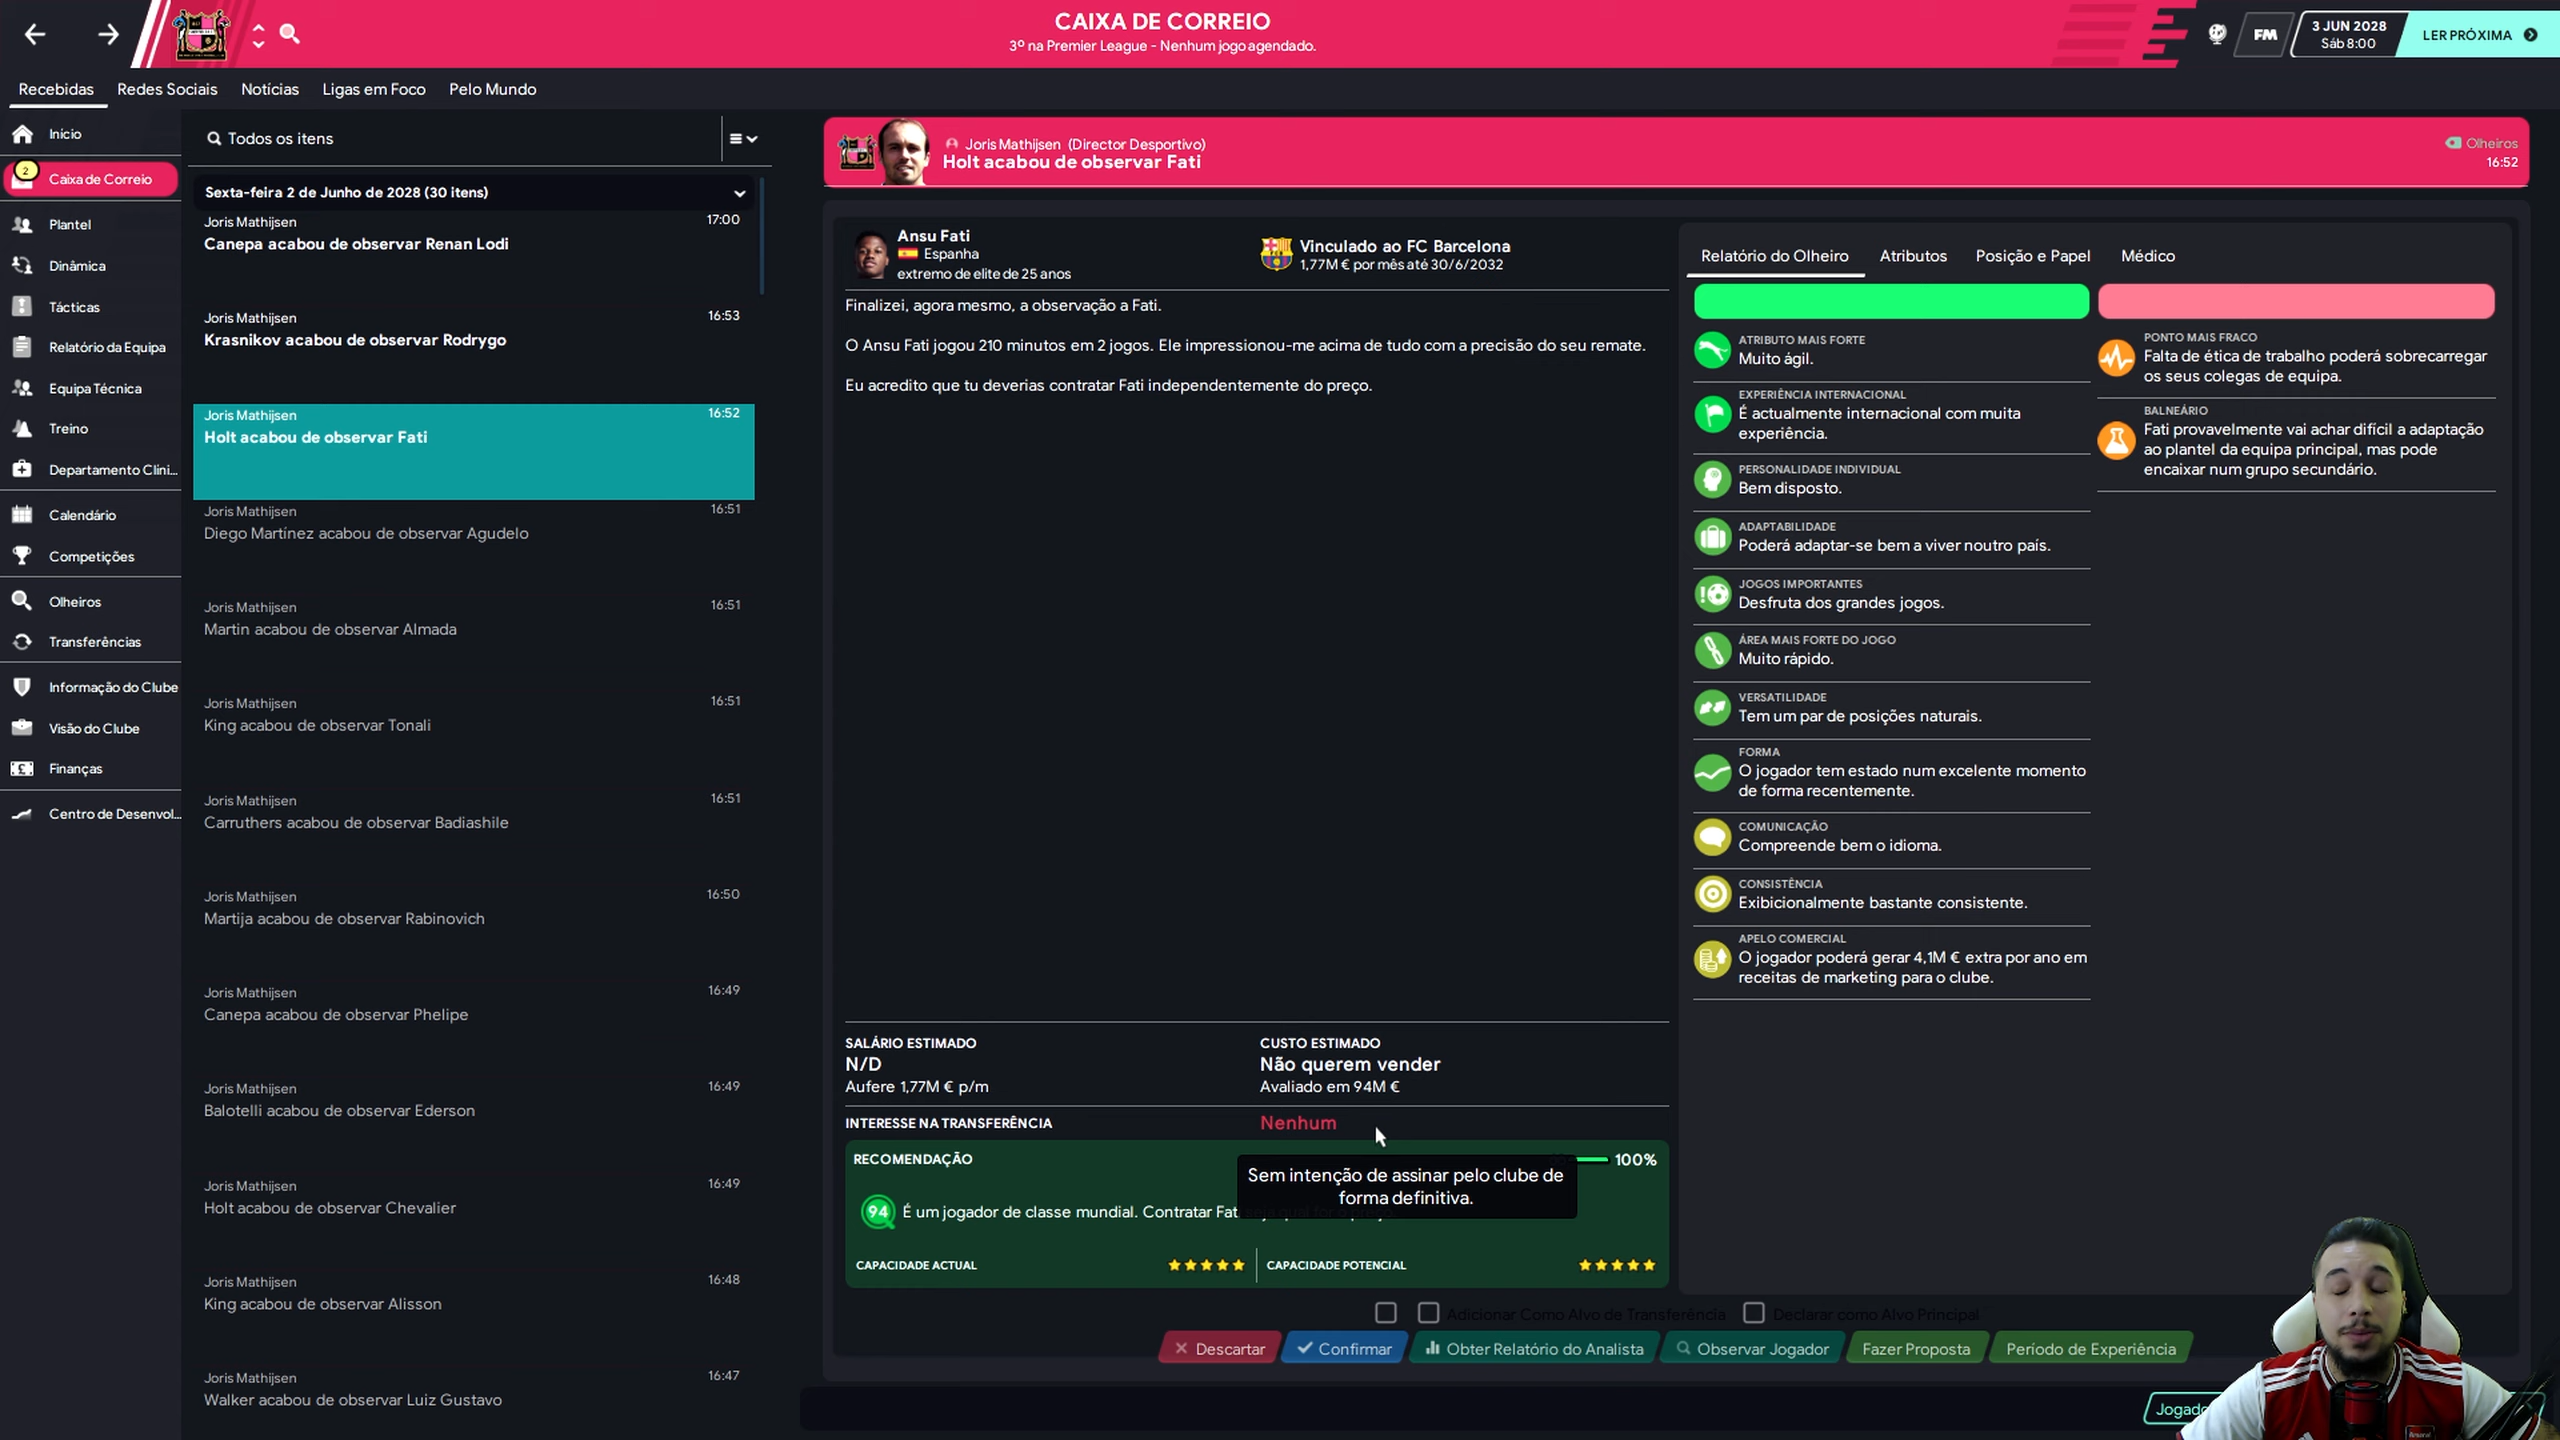 CAIXA DE CORREIO
3º na Premier League - Nenhum jogo agendado.
FM
3 JUN 2028
Sáb 8:00
LER PRÓXIMA
Recebidas
Redes Sociais
Notícias
Ligas em Foco
Pelo Mundo
Início
2
Caixa de Correio
Plantel
Dinâmica
Tácticas
Relatório da Equipa
Equipa Técnica
Treino
Departamento Clíni...
Calendário
Competições
Olheiros
Transferências
Informação do Clube
Visão do Clube
Finanças
Centro de Desenvol...
Todos os itens
Sexta-feira 2 de Junho de 2028 (30 itens)
Joris Mathijsen 17:00
Canepa acabou de observar Renan Lodi
Joris Mathijsen 16:53
Krasnikov acabou de observar Rodrygo
Joris Mathijsen 16:52
Holt acabou de observar Fati
Joris Mathijsen 16:51
Diego Martínez acabou de observar Agudelo
Joris Mathijsen 16:51
Martin acabou de observar Almada
Joris Mathijsen 16:51
King acabou de observar Tonali
Joris Mathijsen 16:51
Carruthers acabou de observar Badiashile
Joris Mathijsen 16:50
Martija acabou de observar Rabinovich
Joris Mathijsen 16:49
Canepa acabou de observar Phelipe
Joris Mathijsen 16:49
Balotelli acabou de observar Ederson
Joris Mathijsen 16:49
Holt acabou de observar Chevalier
Joris Mathijsen 16:48
King acabou de observar Alisson
Joris Mathijsen 16:47
Walker acabou de observar Luiz Gustavo
Joris Mathijsen (Director Desportivo)
Holt acabou de observar Fati
Olheiros
16:52
Ansu Fati
Espanha
extremo de elite de 25 anos
Vinculado ao FC Barcelona
1,77M € por mês até 30/6/2032
Finalizei, agora mesmo, a observação a Fati.
O Ansu Fati jogou 210 minutos em 2 jogos. Ele impressionou-me acima de tudo com a precisão do seu remate.
Eu acredito que tu deverias contratar Fati independentemente do preço.
SALÁRIO ESTIMADO
N/D
Aufere 1,77M € p/m
CUSTO ESTIMADO
Não querem vender
Avaliado em 94M €
INTERESSE NA TRANSFERÊNCIA
Nenhum
RECOMENDAÇÃO
100%
Sem intenção de assinar pelo clube de
forma definitiva.
94
É um jogador de classe mundial. Contratar Fati seja qual for o preço.
CAPACIDADE ACTUAL
CAPACIDADE POTENCIAL
Relatório do Olheiro
Atributos
Posição e Papel
Médico
ATRIBUTO MAIS FORTE
Muito ágil.
EXPERIÊNCIA INTERNACIONAL
É actualmente internacional com muita
experiência.
PERSONALIDADE INDIVIDUAL
Bem disposto.
ADAPTABILIDADE
Poderá adaptar-se bem a viver noutro país.
JOGOS IMPORTANTES
Desfruta dos grandes jogos.
ÁREA MAIS FORTE DO JOGO
Muito rápido.
VERSATILIDADE
Tem um par de posições naturais.
FORMA
O jogador tem estado num excelente momento
de forma recentemente.
COMUNICAÇÃO
Compreende bem o idioma.
CONSISTÊNCIA
Exibicionalmente bastante consistente.
APELO COMERCIAL
O jogador poderá gerar 4,1M € extra por ano em
receitas de marketing para o clube.
PONTO MAIS FRACO
Falta de ética de trabalho poderá sobrecarregar
os seus colegas de equipa.
BALNEÁRIO
Fati provavelmente vai achar difícil a adaptação
ao plantel da equipa principal, mas pode
encaixar num grupo secundário.
Adicionar Como Alvo de Transferência
Declarar como Alvo Principal
Descartar
Confirmar
Obter Relatório do Analista
Observar Jogador
Fazer Proposta
Período de Experiência
Jogado